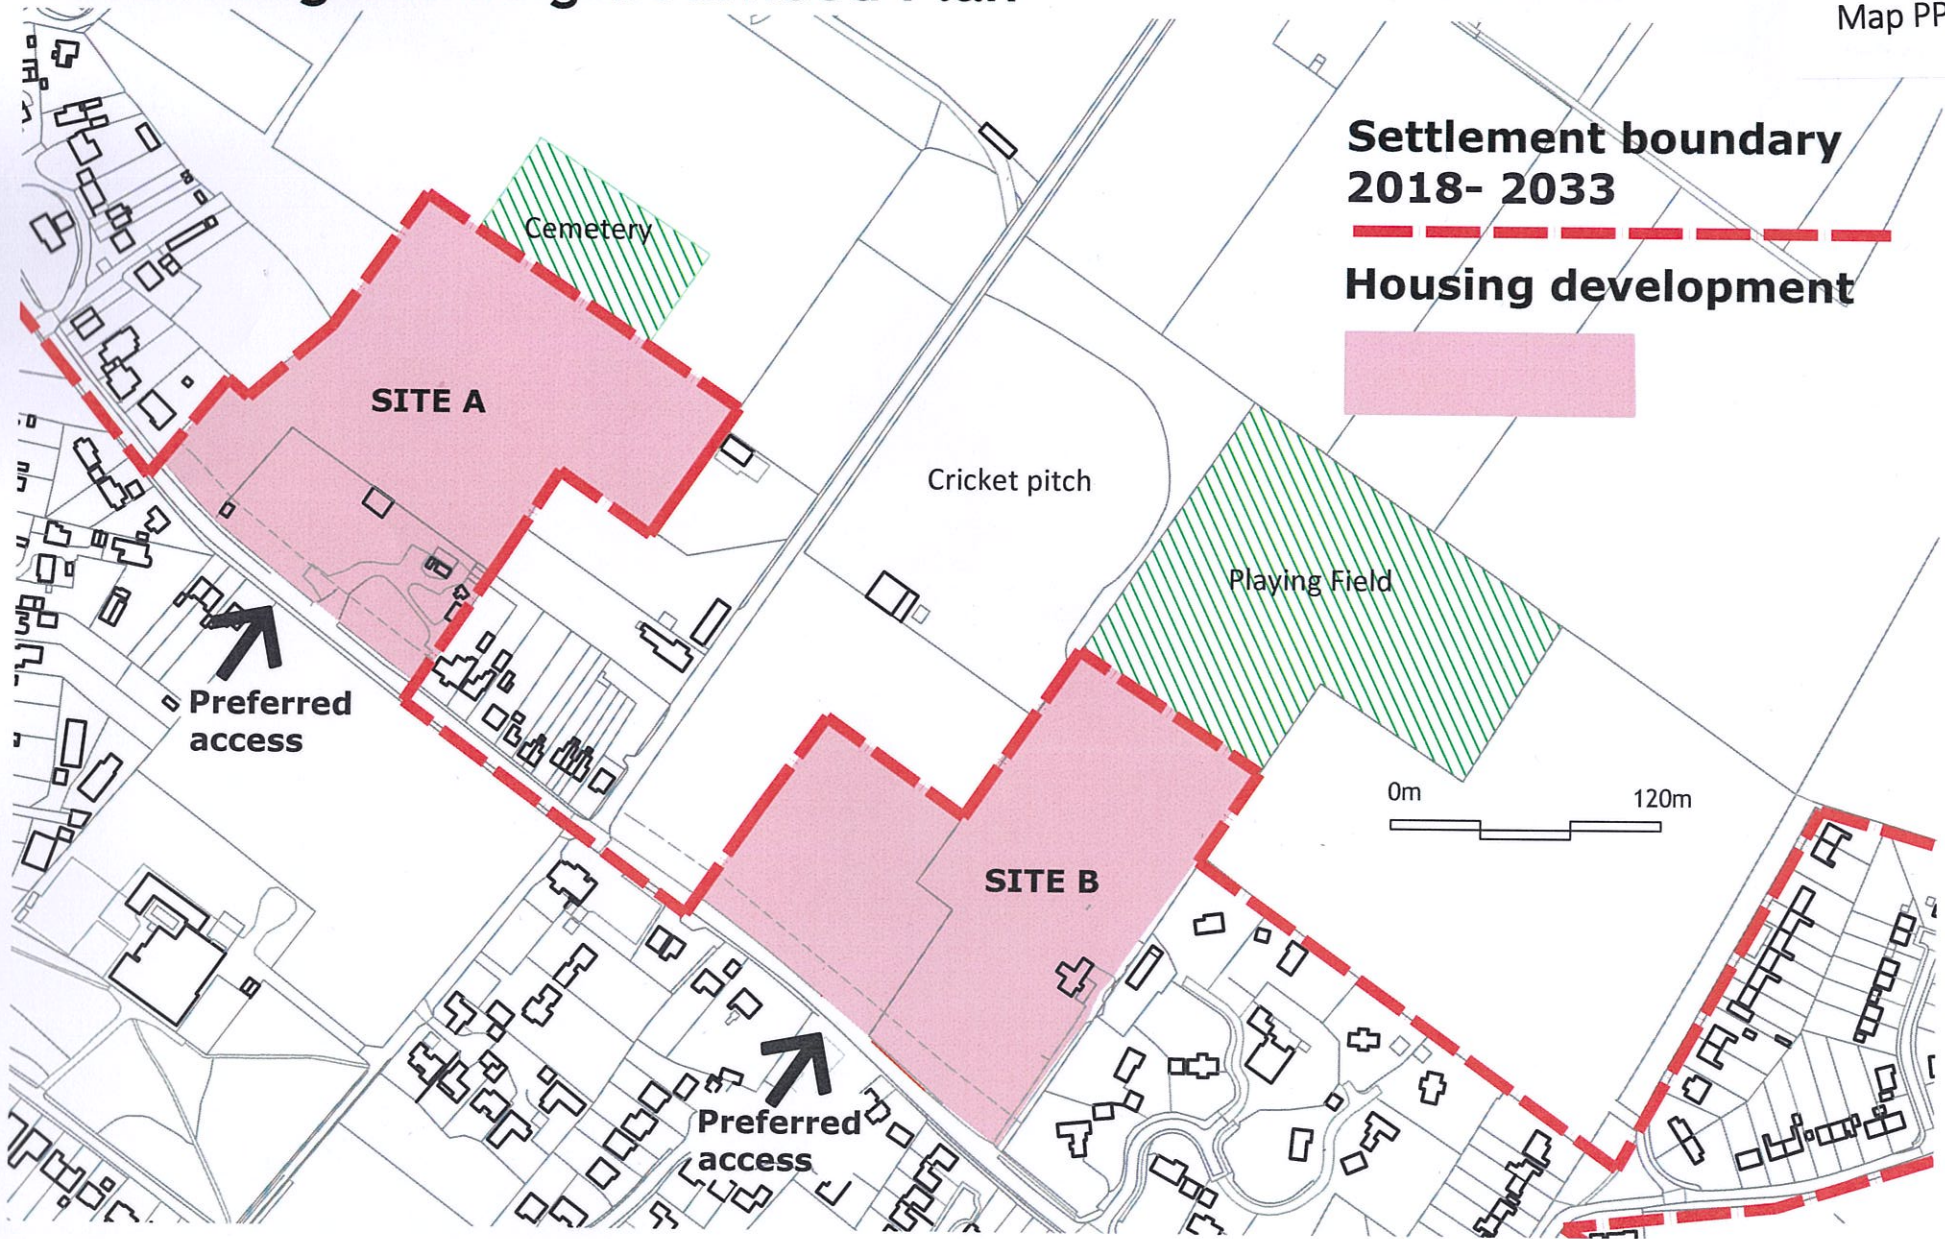 Plan
Map PP
Settlement boundary
2018- 2033
Housing development
Cemetery
SITE A
Cricket pitch
Playing Field
Preferred
access
0m 120m
SITE B
Preferred
access